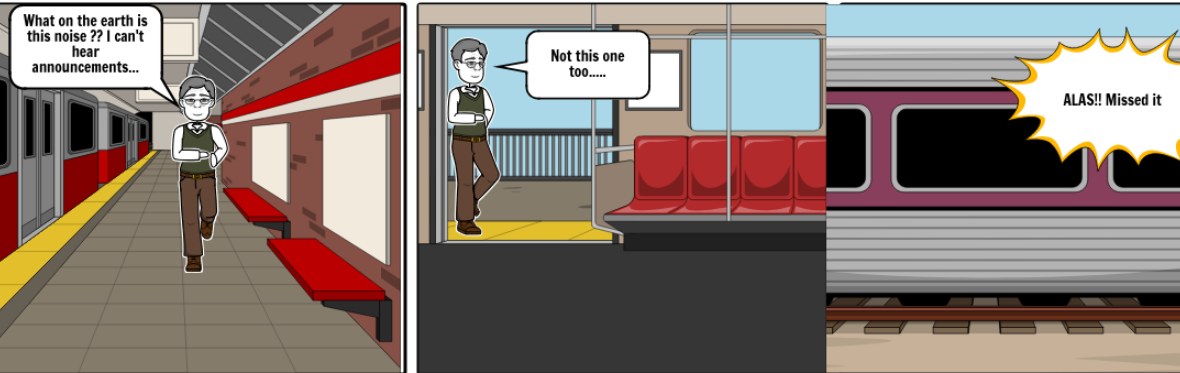 What on the earth is
this noise ?? I can't
hear
announcements...
Not this one
too.....
ALAS!! Missed it